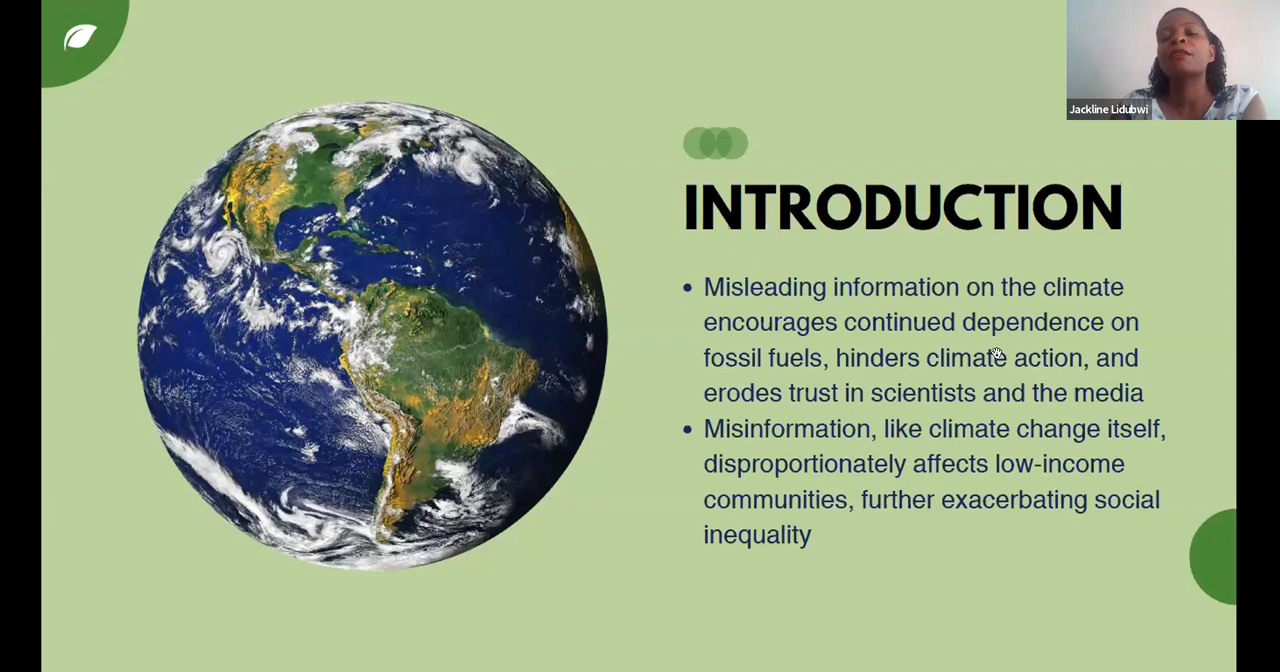 Jackline Lidubwi
INTRODUCTION
• Misleading information on the climate
encourages continued dependence on
fossil fuels, hinders climate action, and
erodes trust in scientists and the media
• Misinformation, like climate change itself,
disproportionately affects low-income
communities, further exacerbating social
inequality